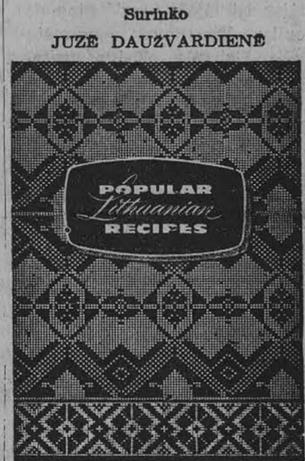 Surinko
JUZĖ DAUŽVARDIENĖ
POPULAR
Lithuanian
RECIPES